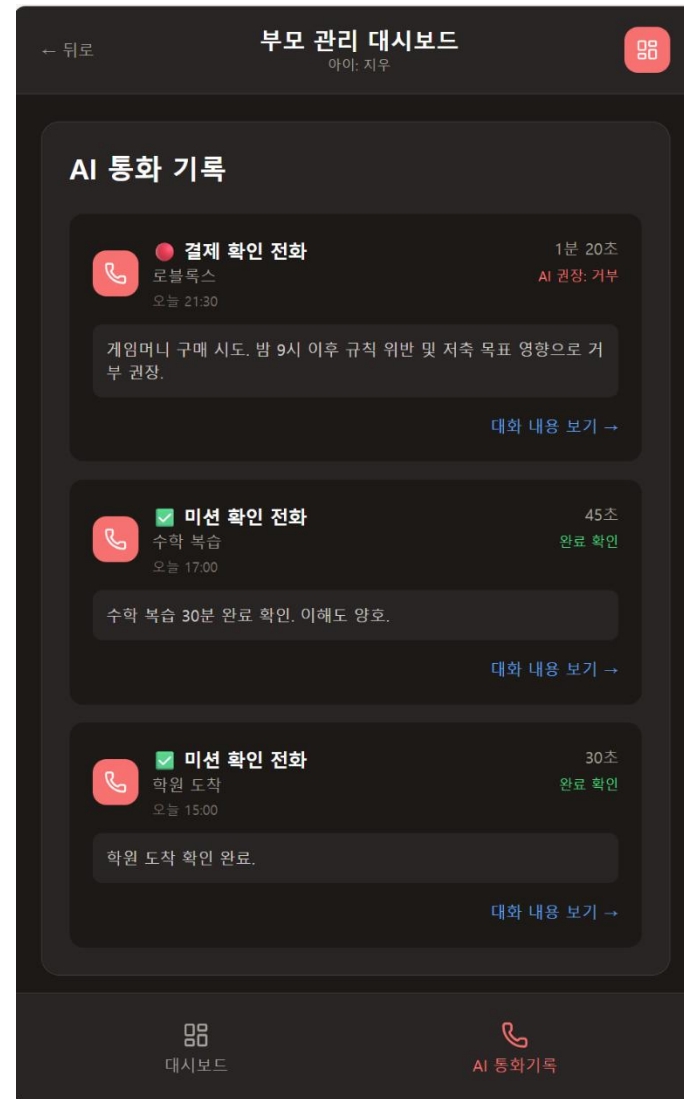 ← 뒤로
부모 관리 대시보드
아이: 지우
AI 통화 기록
결제 확인 전화
1분 20초
로블록스
AI 권장: 거부
오늘 21:30
게임머니 구매 시도. 밤 9시 이후 규칙 위반 및 저축 목표 영향으로 거
부 권장.
대화 내용 보기 →
미션 확인 전화
45초
수학 복습
완료 확인
오늘 17:00
수학 복습 30분 완료 확인. 이해도 양호.
대화 내용 보기 →
미션 확인 전화
30초
학원 도착
완료 확인
오늘 15:00
학원 도착 확인 완료.
대화 내용 보기 →
대시보드
AI 통화기록